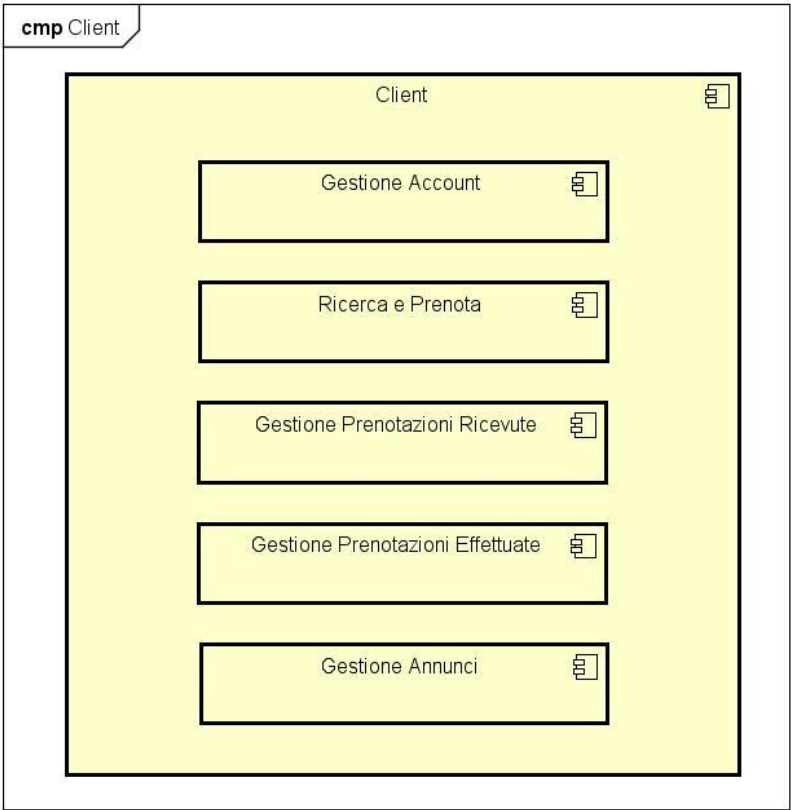 cmp Client
Client
Gestione Account
Ricerca e Prenota
Gestione Prenotazioni Ricevute
Gestione Prenotazioni Effettuate
Gestione Annunci